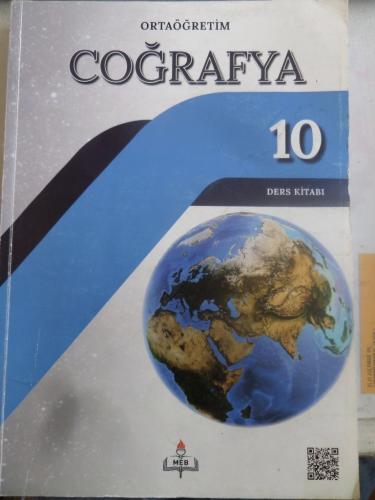 ORTAÖĞRETİM
COĞRAFYA
10
DERS KİTABI
MEB